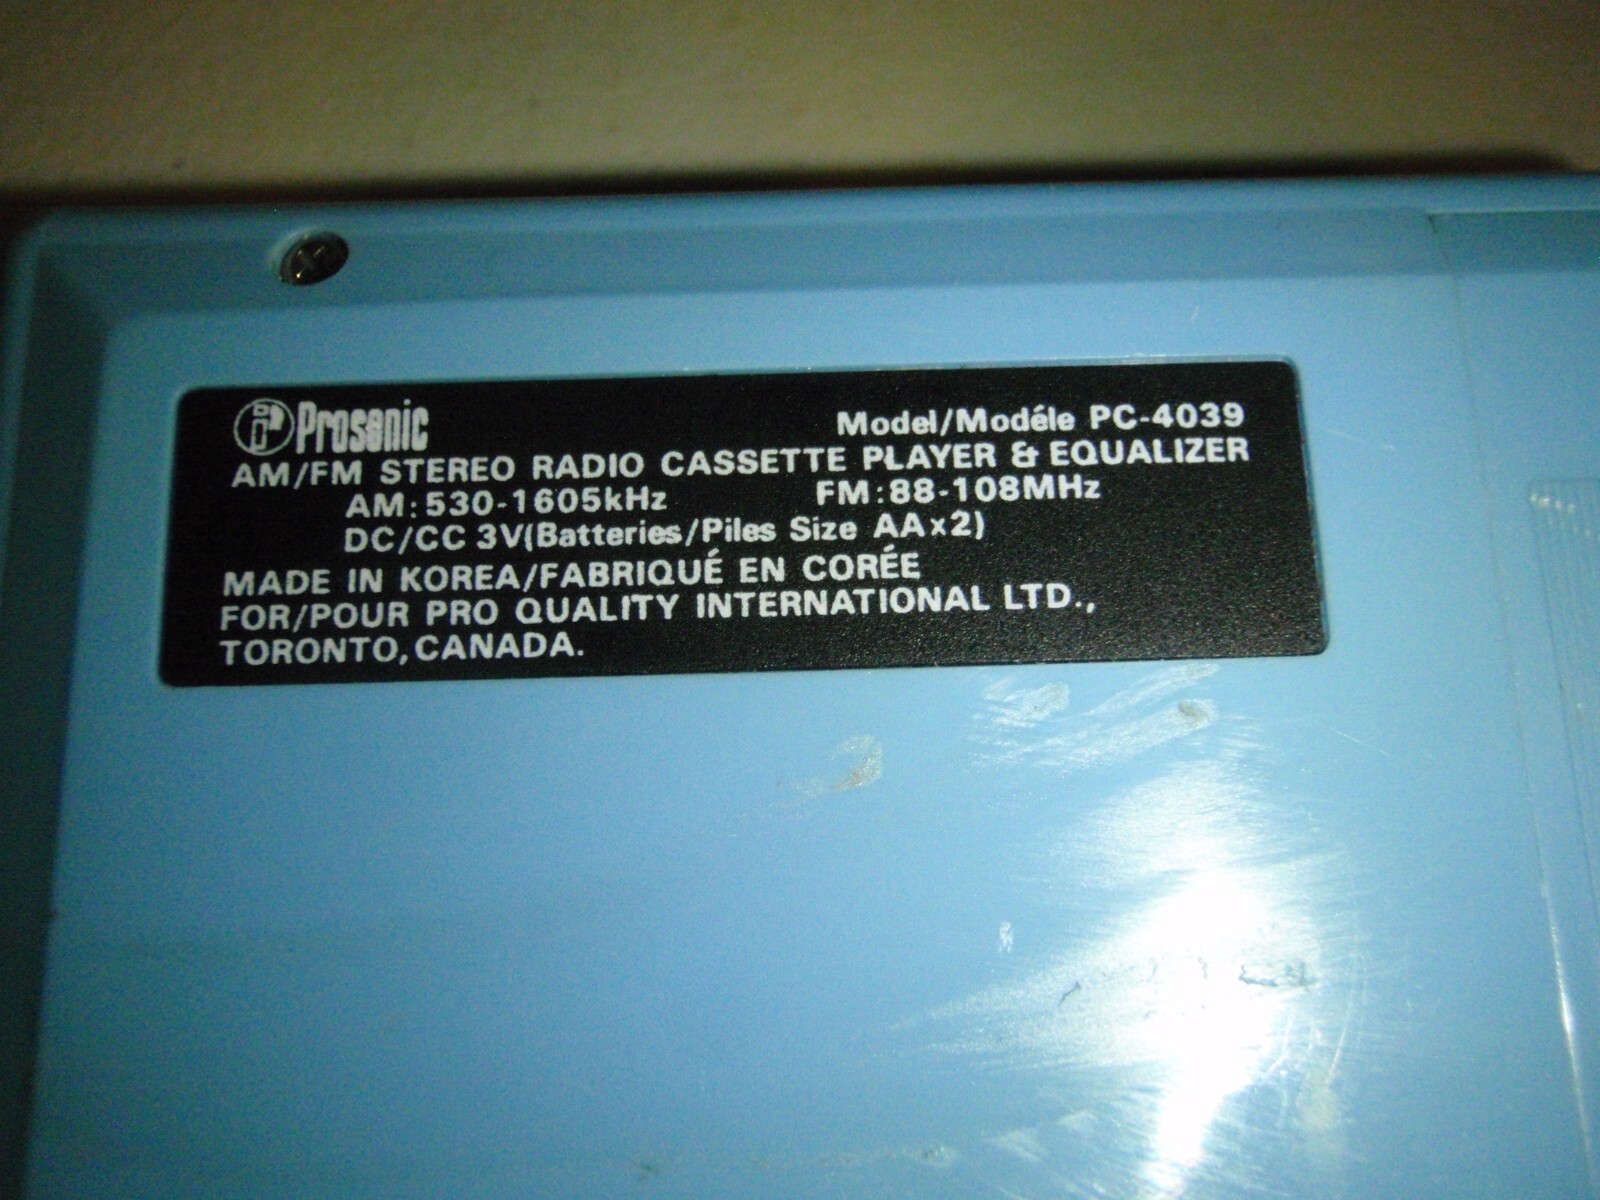 Prosonic
Model/Modéle PC-4039
AM/FM STEREO RADIO CASSETTE PLAYER & EQUALIZER
AM:530-1605kHz FM:88-108MHz
DC/CC 3V(Batteries/Piles Size AAx2)
MADE IN KOREA/FABRIQUÉ EN CORÉE
FOR/POUR PRO QUALITY INTERNATIONAL LTD.,
TORONTO, CANADA.